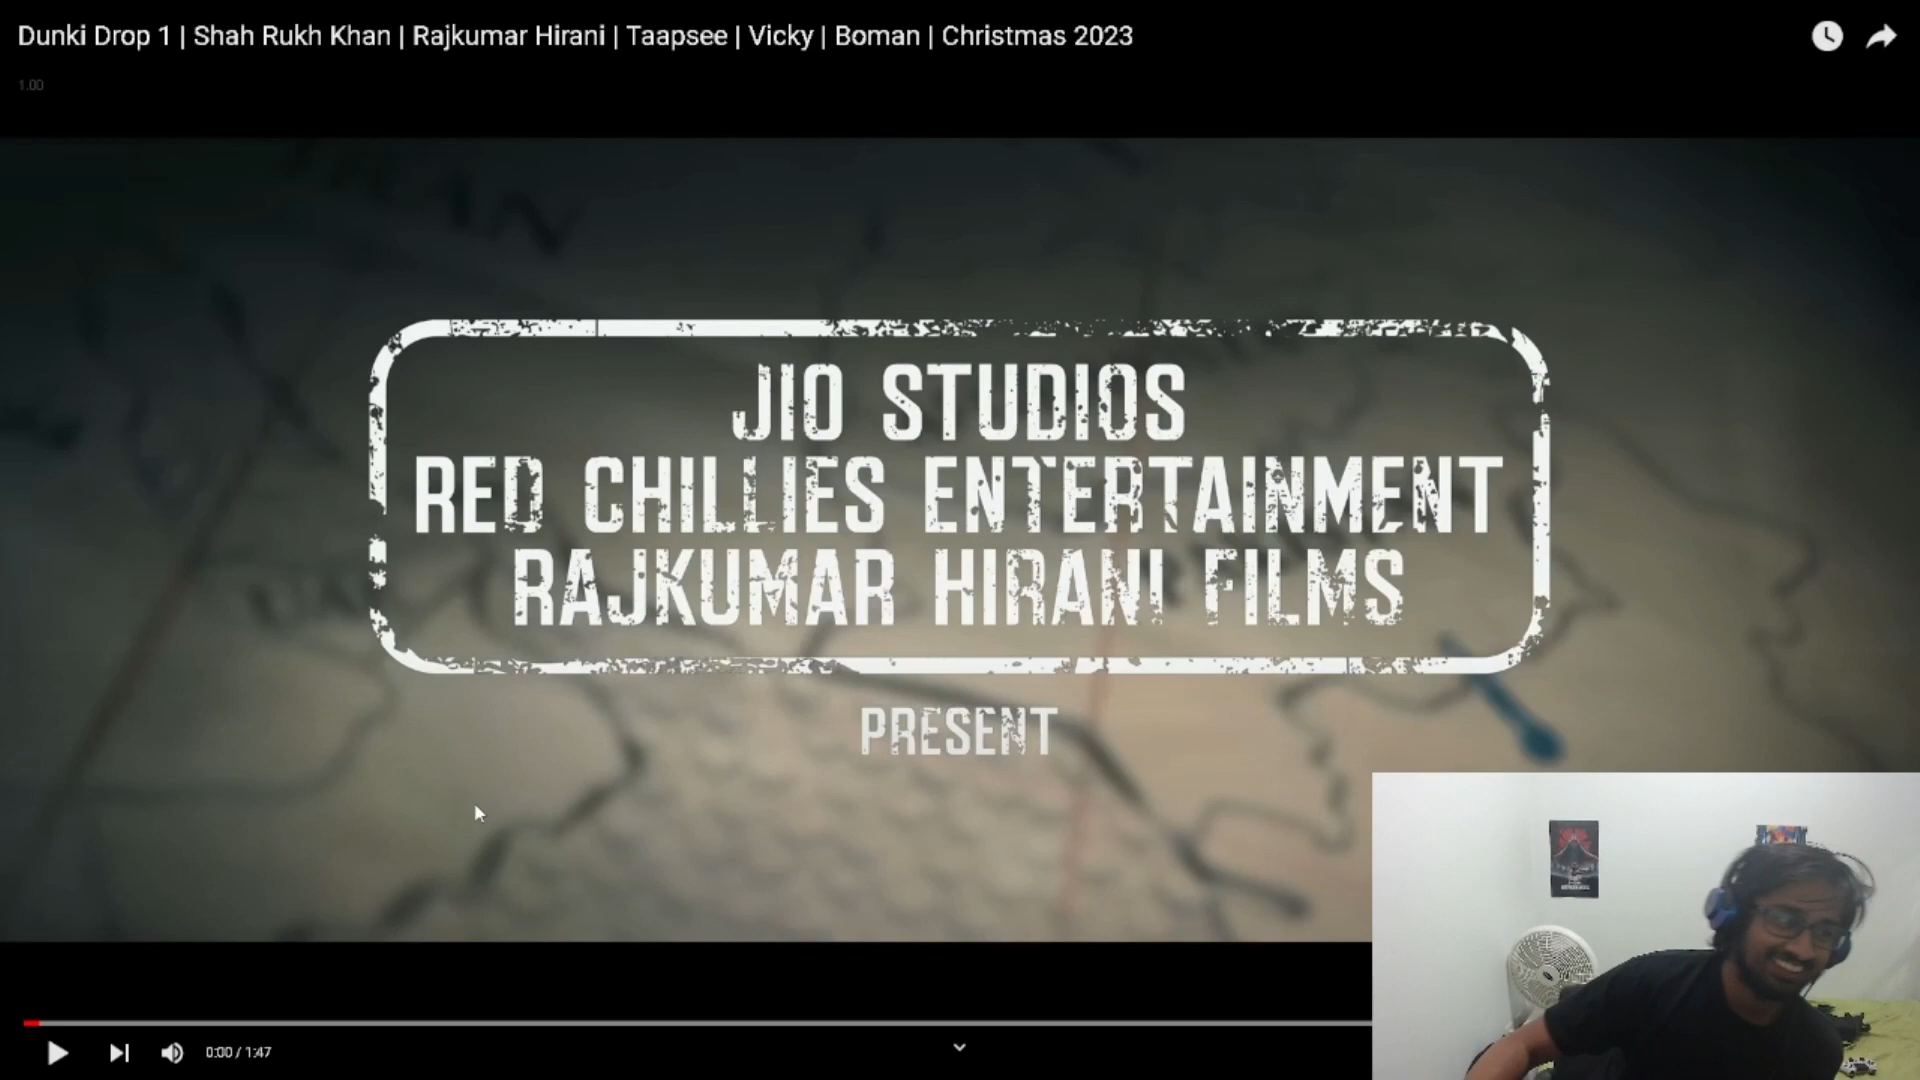 Dunki Drop 1 | Shah Rukh Khan | Rajkumar Hirani | Taapsee | Vicky | Boman | Christmas 2023
1.00
JIO STUDIOS
RED CHILLIES ENTERTAINMENT
RAJKUMAR HIRANI FILMS
PRESENT
0:00 / 1:47